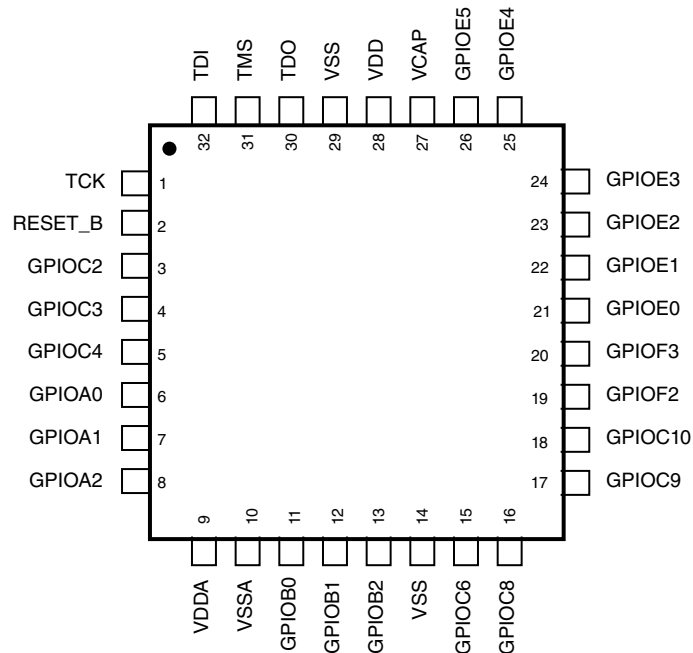 TDI TMS TDO VSS VDD VCAP GPIOE5 GPIOE4
32 31 30 29 28 27 26 25
TCK 1 24 GPIOE3
RESET_B 2 23 GPIOE2
GPIOC2 3 22 GPIOE1
GPIOC3 4 21 GPIOE0
GPIOC4 5 20 GPIOF3
GPIOA0 6 19 GPIOF2
GPIOA1 7 18 GPIOC10
GPIOA2 8 17 GPIOC9
9 10 11 12 13 14 15 16
VDDA VSSA GPIOB0 GPIOB1 GPIOB2 VSS GPIOC6 GPIOC8